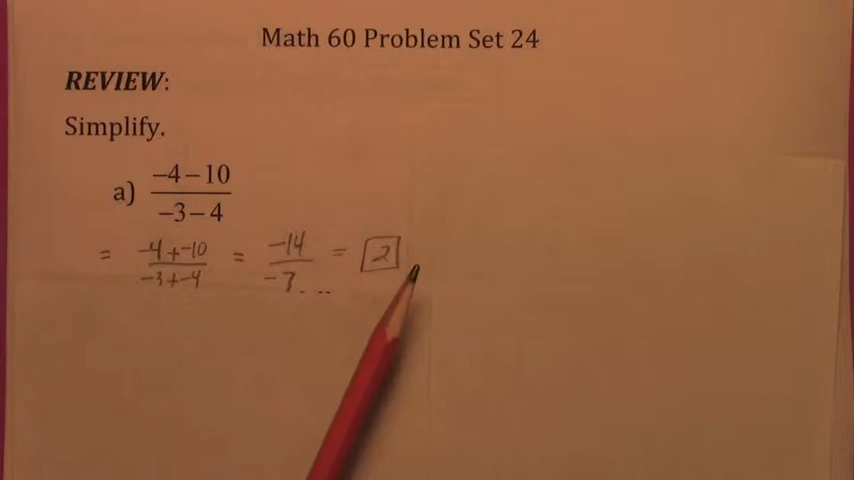 Math 60 Problem Set 24
REVIEW:
Simplify.
a) −4−10 / −3−4
= −4+−10 / −3+−4 = −14 / −7 = 2